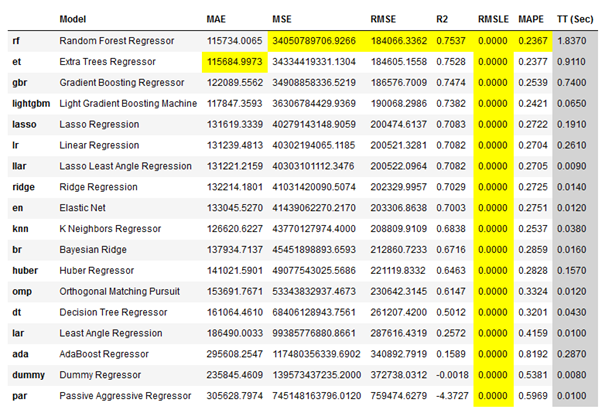 Model MAE MSE RMSE R2 RMSLE MAPE TT (Sec)
rf Random Forest Regressor 115734.0065 34050789706.9266 184066.3362 0.7537 0.0000 0.2367 1.8370
et Extra Trees Regressor 115684.9973 34334419331.1304 184605.1558 0.7528 0.0000 0.2377 0.9110
gbr Gradient Boosting Regressor 122089.5562 34908858336.5219 186576.7009 0.7474 0.0000 0.2539 0.7400
lightgbm Light Gradient Boosting Machine 117847.3593 36306784429.9369 190068.2986 0.7382 0.0000 0.2421 0.0650
lasso Lasso Regression 131619.3339 40279143148.9059 200474.6137 0.7083 0.0000 0.2722 0.1910
lr Linear Regression 131239.4813 40302194065.1185 200521.3281 0.7082 0.0000 0.2704 0.2610
llar Lasso Least Angle Regression 131221.2159 40303101112.3476 200522.0964 0.7082 0.0000 0.2705 0.0090
ridge Ridge Regression 132214.1801 41031420090.5074 202329.9957 0.7029 0.0000 0.2725 0.0140
en Elastic Net 133045.5270 41439062270.2170 203306.8638 0.7003 0.0000 0.2751 0.0120
knn K Neighbors Regressor 126620.6227 43770127974.4000 208809.9109 0.6838 0.0000 0.2537 0.0380
br Bayesian Ridge 137934.7137 45451898893.6593 212860.7233 0.6716 0.0000 0.2859 0.0160
huber Huber Regressor 141021.5901 49077543025.5686 221119.8332 0.6463 0.0000 0.2828 0.1570
omp Orthogonal Matching Pursuit 153691.7671 53343832937.4673 230642.3145 0.6147 0.0000 0.3324 0.0120
dt Decision Tree Regressor 161064.4610 68406128943.7561 261207.4200 0.5012 0.0000 0.3201 0.0430
lar Least Angle Regression 186490.0033 99385776880.8661 287616.4319 0.2572 0.0000 0.4159 0.0100
ada AdaBoost Regressor 295608.2547 117480356339.6902 340892.7919 0.1589 0.0000 0.8192 0.2870
dummy Dummy Regressor 235845.4609 139573437235.2000 372738.0312 -0.0018 0.0000 0.5381 0.0080
par Passive Aggressive Regressor 305628.7974 745148163796.0120 759474.6279 -4.3727 0.0000 0.5969 0.0100